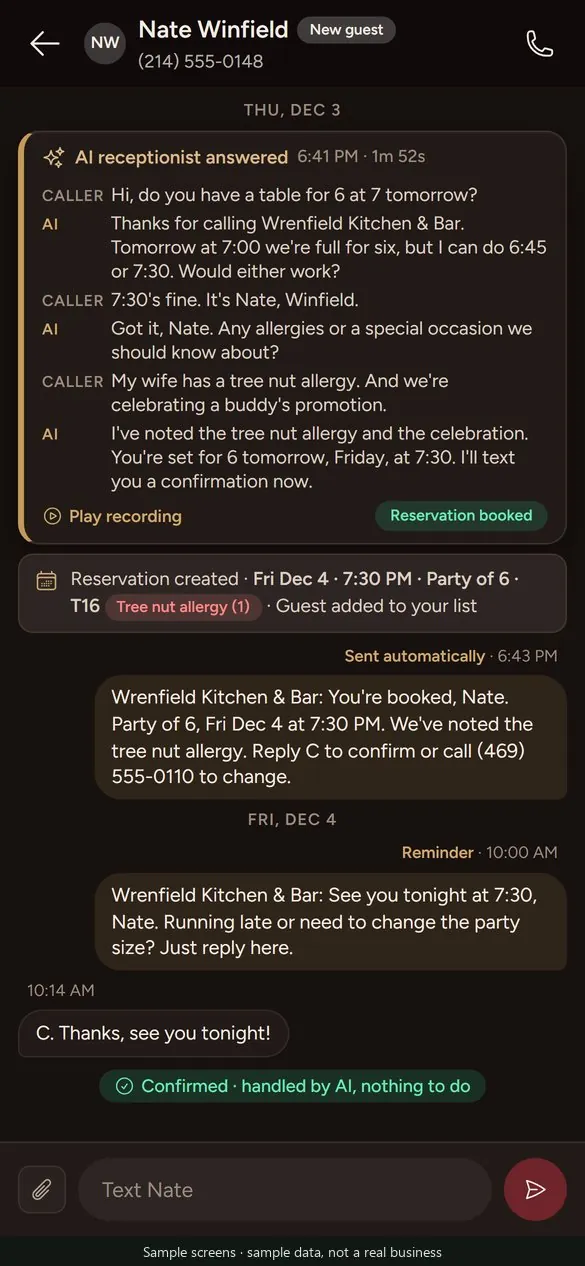 NW
Nate Winfield
New guest
(214) 555-0148
THU, DEC 3
AI receptionist answered 6:41 PM · 1m 52s
CALLER Hi, do you have a table for 6 at 7 tomorrow?
AI Thanks for calling Wrenfield Kitchen & Bar.
Tomorrow at 7:00 we're full for six, but I can do 6:45
or 7:30. Would either work?
CALLER 7:30's fine. It's Nate, Winfield.
AI Got it, Nate. Any allergies or a special occasion we
should know about?
CALLER My wife has a tree nut allergy. And we're
celebrating a buddy's promotion.
AI I've noted the tree nut allergy and the celebration.
You're set for 6 tomorrow, Friday, at 7:30. I'll text
you a confirmation now.
Play recording
Reservation booked
Reservation created · Fri Dec 4 · 7:30 PM · Party of 6 ·
T16 Tree nut allergy (1) · Guest added to your list
Sent automatically · 6:43 PM
Wrenfield Kitchen & Bar: You're booked, Nate.
Party of 6, Fri Dec 4 at 7:30 PM. We've noted the
tree nut allergy. Reply C to confirm or call (469)
555-0110 to change.
FRI, DEC 4
Reminder · 10:00 AM
Wrenfield Kitchen & Bar: See you tonight at 7:30,
Nate. Running late or need to change the party
size? Just reply here.
10:14 AM
C. Thanks, see you tonight!
Confirmed · handled by AI, nothing to do
Text Nate
Sample screens · sample data, not a real business